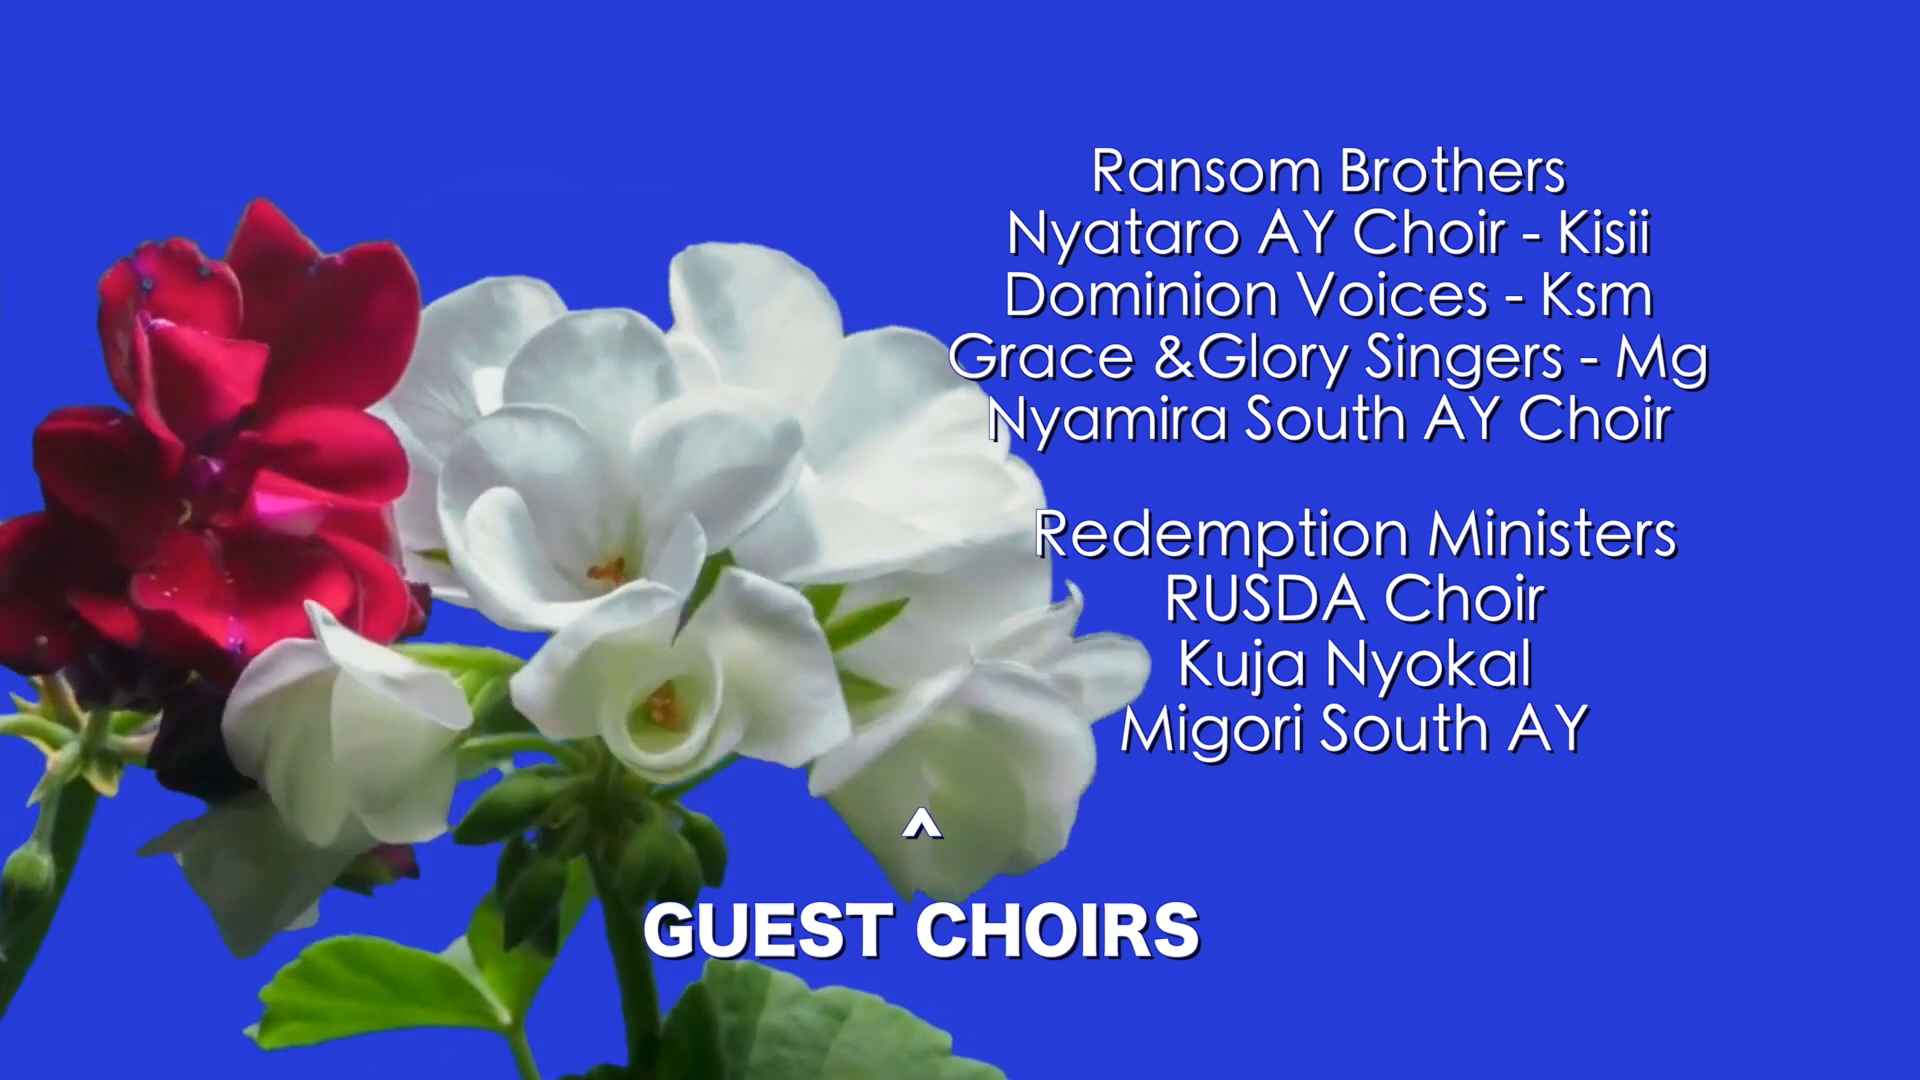 Ransom Brothers
Nyataro AY Choir - Kisii
Dominion Voices - Ksm
Grace &Glory Singers - Mg
Nyamira South AY Choir
Redemption Ministers
RUSDA Choir
Kuja Nyokal
Migori South AY
^
GUEST CHOIRS